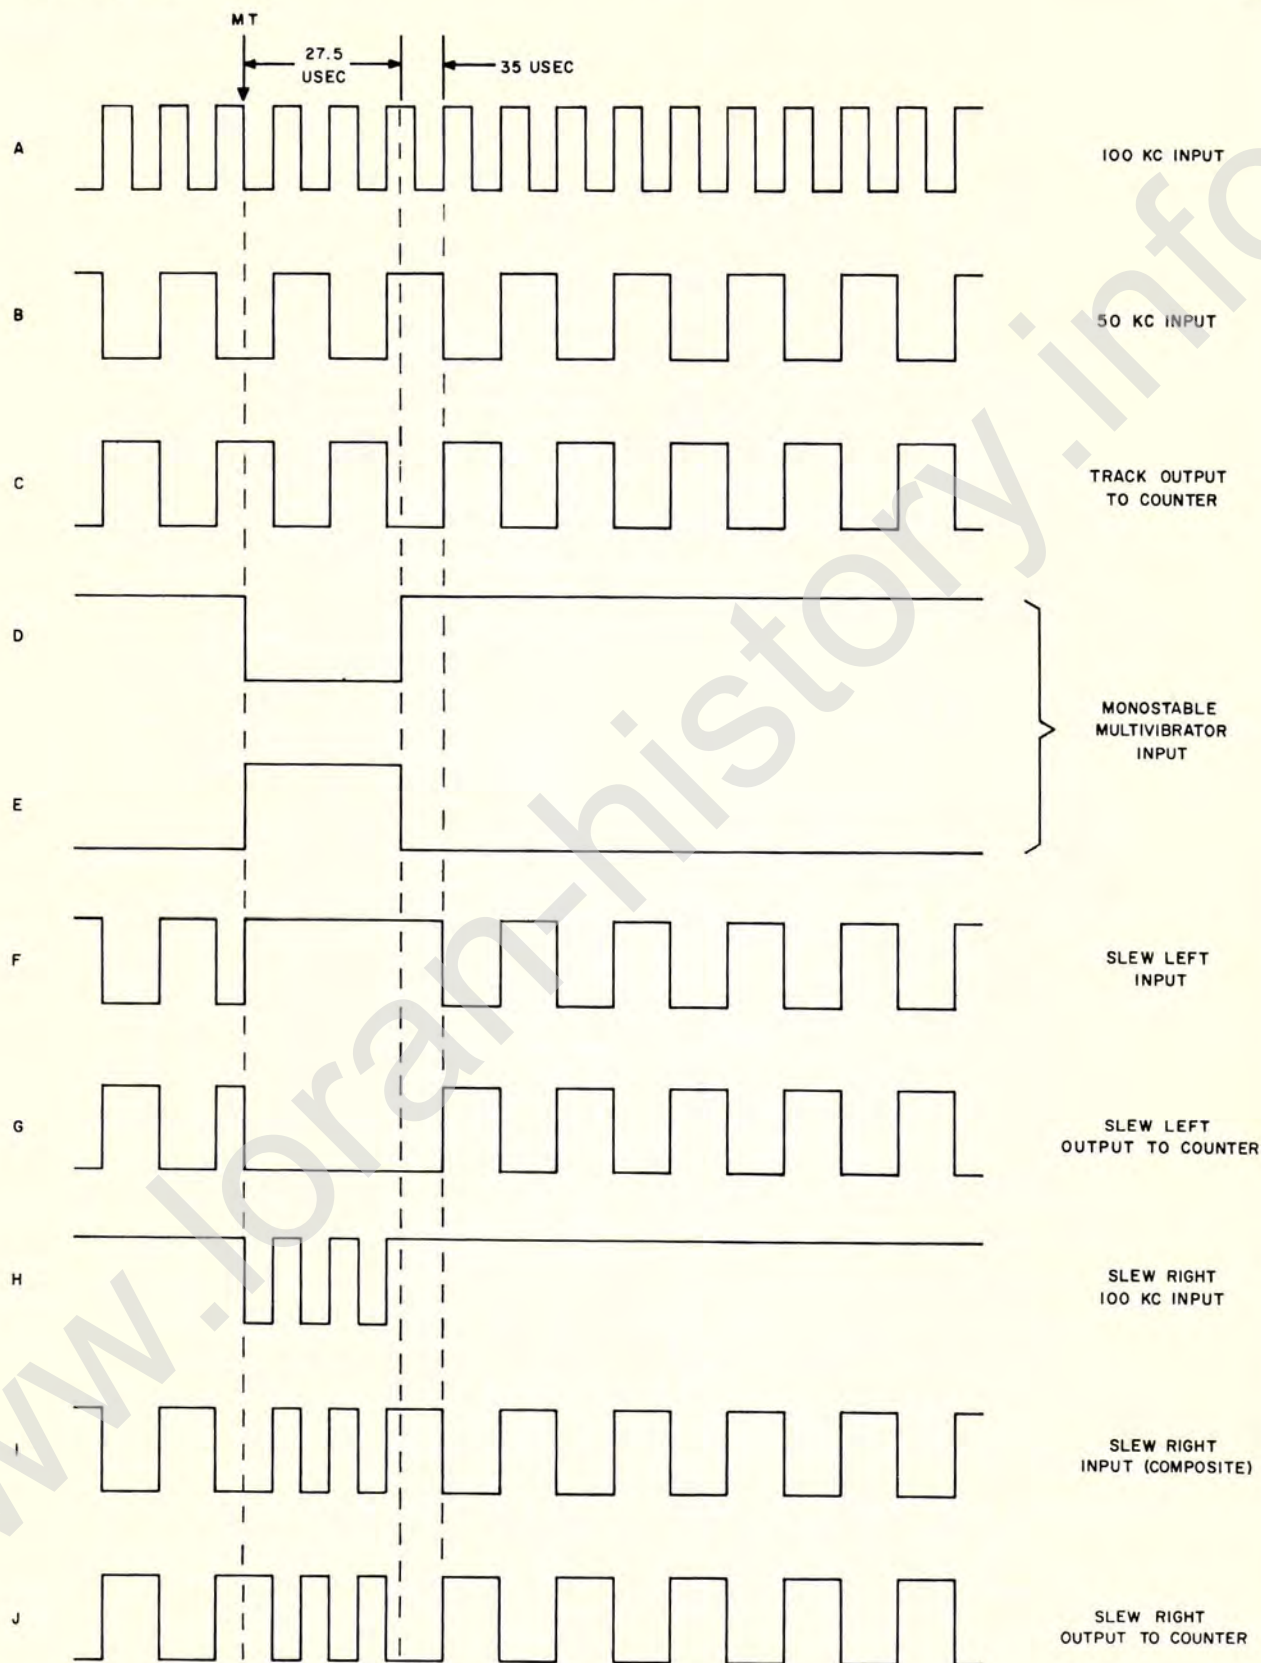 MT
27.5
USEC
35 USEC
A
100 KC INPUT
B
50 KC INPUT
C
TRACK OUTPUT
TO COUNTER
D
MONOSTABLE
MULTIVIBRATOR
INPUT
E
F
SLEW LEFT
INPUT
G
SLEW LEFT
OUTPUT TO COUNTER
H
SLEW RIGHT
100 KC INPUT
I
SLEW RIGHT
INPUT (COMPOSITE)
J
SLEW RIGHT
OUTPUT TO COUNTER
www.loran-history.info